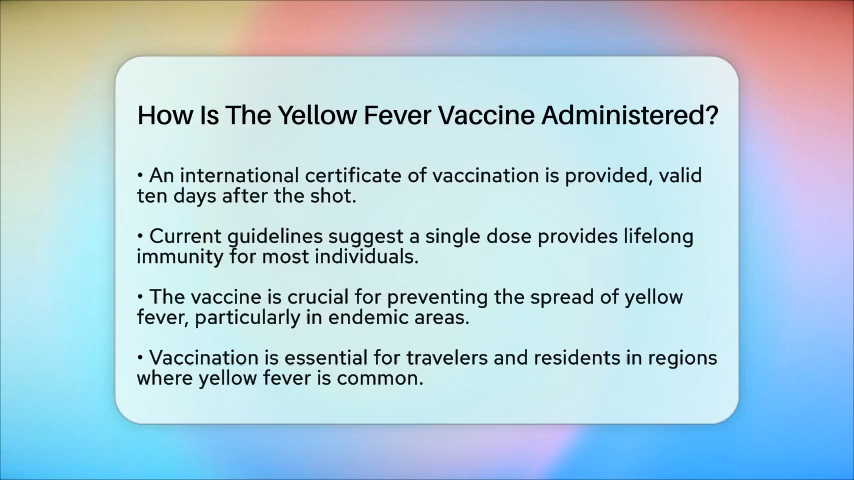 How Is The Yellow Fever Vaccine Administered?
• An international certificate of vaccination is provided, valid
ten days after the shot.
• Current guidelines suggest a single dose provides lifelong
immunity for most individuals.
• The vaccine is crucial for preventing the spread of yellow
fever, particularly in endemic areas.
• Vaccination is essential for travelers and residents in regions
where yellow fever is common.